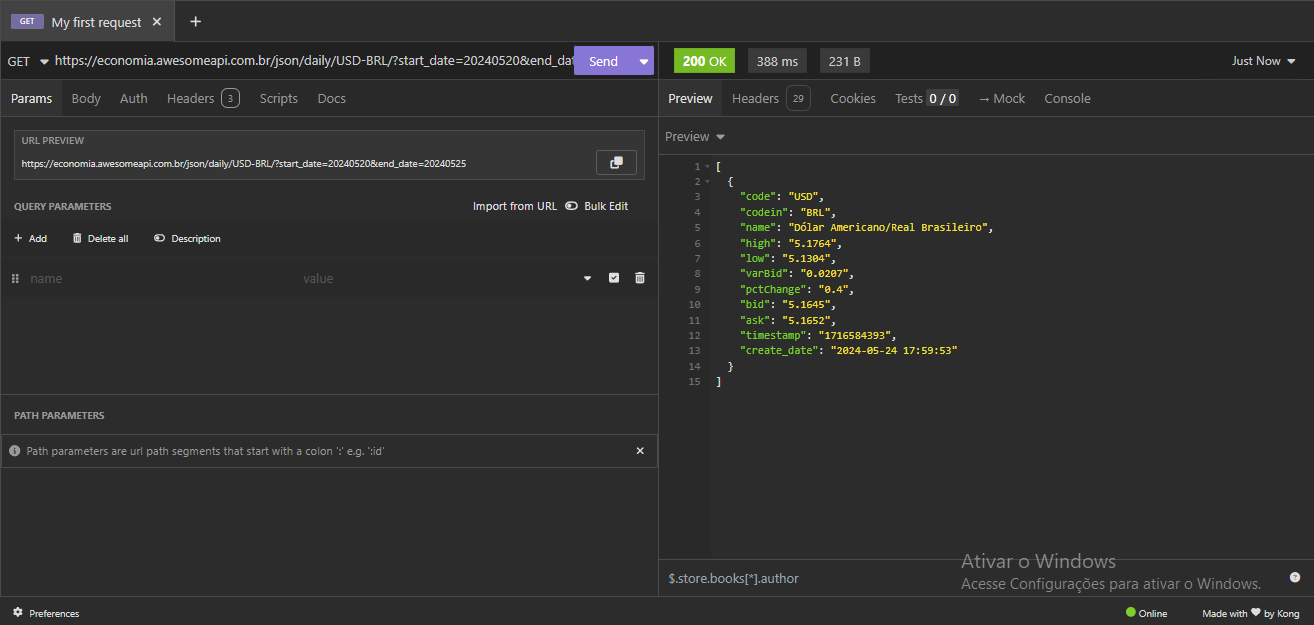 GET My first request
GET https://economia.awesomeapi.com.br/json/daily/USD-BRL/?start_date=20240520&end_dat Send
Params Body Auth Headers 3 Scripts Docs
URL PREVIEW
https://economia.awesomeapi.com.br/json/daily/USD-BRL/?start_date=20240520&end_date=20240525
QUERY PARAMETERS Import from URL Bulk Edit
+ Add Delete all Description
name value
PATH PARAMETERS
Path parameters are url path segments that start with a colon ':' e.g. ':id'
200 OK 388 ms 231 B Just Now
Preview Headers 29 Cookies Tests 0 / 0 → Mock Console
Preview
1 [
2 {
3 "code": "USD",
4 "codein": "BRL",
5 "name": "Dólar Americano/Real Brasileiro",
6 "high": "5.1764",
7 "low": "5.1304",
8 "varBid": "0.0207",
9 "pctChange": "0.4",
10 "bid": "5.1645",
11 "ask": "5.1652",
12 "timestamp": "1716584393",
13 "create_date": "2024-05-24 17:59:53"
14 }
15 ]
Ativar o Windows
$.store.books[*].author
Acesse Configurações para ativar o Windows.
Preferences Online Made with ♥ by Kong